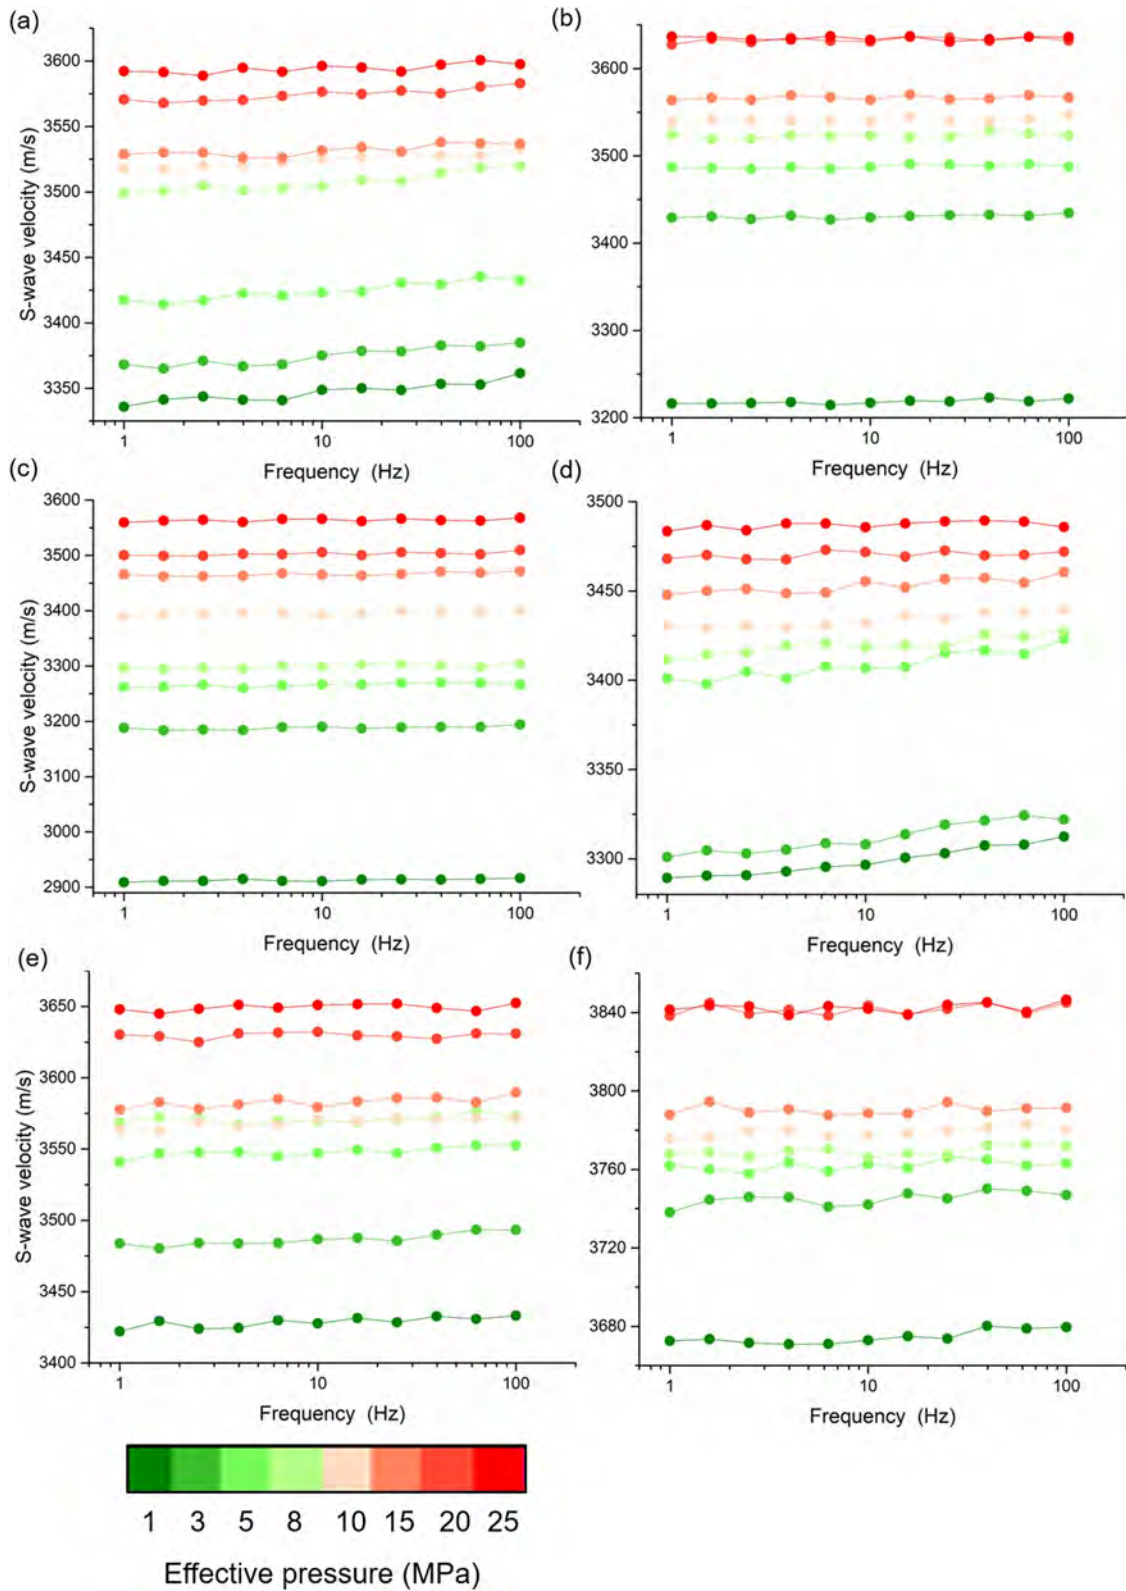 (a)
3600
3550
3500
3450
3400
3350
S-wave velocity (m/s)
1 10 100
Frequency (Hz)
(b)
3600
3500
3400
3300
3200
1 10 100
Frequency (Hz)
(c)
3600
3500
3400
3300
3200
3100
3000
2900
S-wave velocity (m/s)
1 10 100
Frequency (Hz)
(d)
3500
3450
3400
3350
3300
1 10 100
Frequency (Hz)
(e)
3650
3600
3550
3500
3450
3400
S-wave velocity (m/s)
1 10 100
Frequency (Hz)
(f)
3840
3800
3760
3720
3680
1 10 100
Frequency (Hz)
1 3 5 8 10 15 20 25
Effective pressure (MPa)